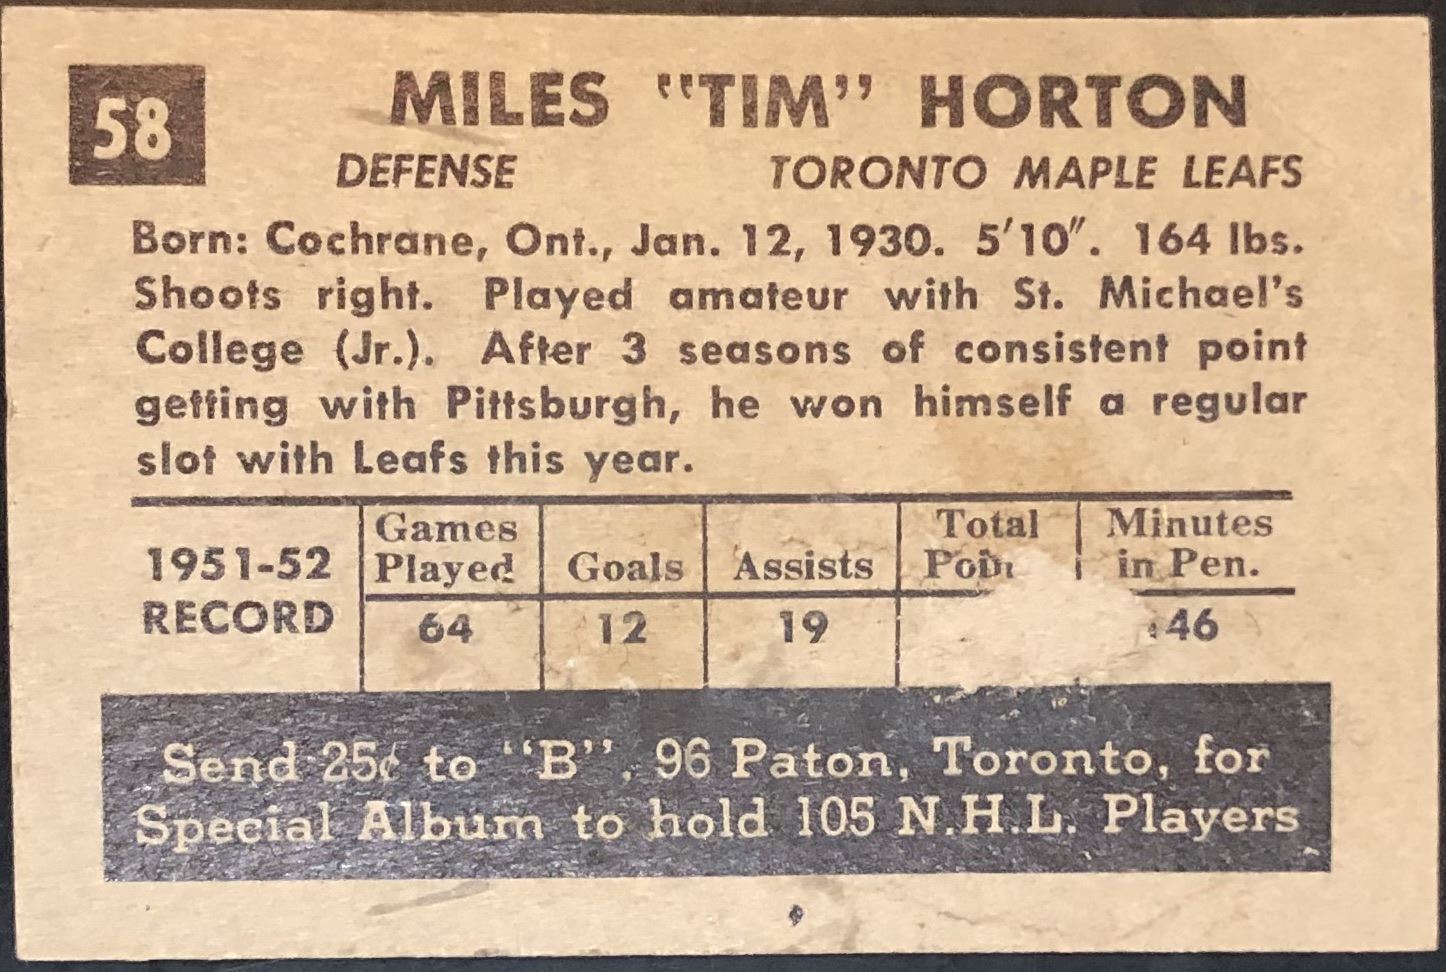 58
MILES "TIM" HORTON
DEFENSE TORONTO MAPLE LEAFS
Born: Cochrane, Ont., Jan. 12, 1930. 5'10". 164 lbs.
Shoots right. Played amateur with St. Michael's
College (Jr.). After 3 seasons of consistent point
getting with Pittsburgh, he won himself a regular
slot with Leafs this year.
1951-52 RECORD
Games Played Goals Assists Total Minutes in Pen.
64 12 19 46
Send 25¢ to "B", 96 Paton, Toronto, for
Special Album to hold 105 N.H.L. Players